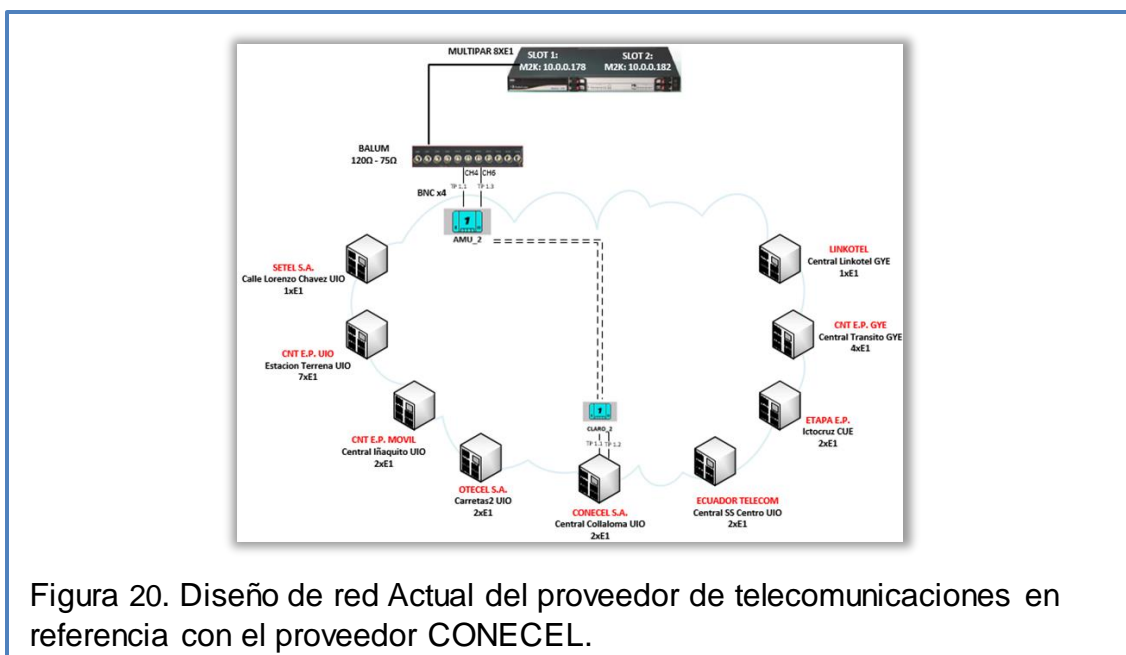 MULTIPAR 8XE1
SLOT 1:
M2K: 10.0.0.178
SLOT 2:
M2K: 10.0.0.182
BALUM
120Ω - 75Ω
CH4
CH6
TP 1.1
TP 1.3
BNC x4
1
AMU_2
SETEL S.A.
Calle Lorenzo Chavez UIO
1xE1
LINKOTEL
Central Linkotel GYE
1xE1
CNT E.P. UIO
Estacion Terrena UIO
7xE1
CNT E.P. GYE
Central Transito GYE
4xE1
CNT E.P. MOVIL
Central Iñaquito UIO
2xE1
ETAPA E.P.
Ictocruz CUE
2xE1
1
CLARO_2
TP 1.1
TP 1.2
OTECEL S.A.
Carretas2 UIO
2xE1
CONECEL S.A.
Central Collaloma UIO
2xE1
ECUADOR TELECOM
Central SS Centro UIO
2xE1
Figura 20. Diseño de red Actual del proveedor de telecomunicaciones en
referencia con el proveedor CONECEL.